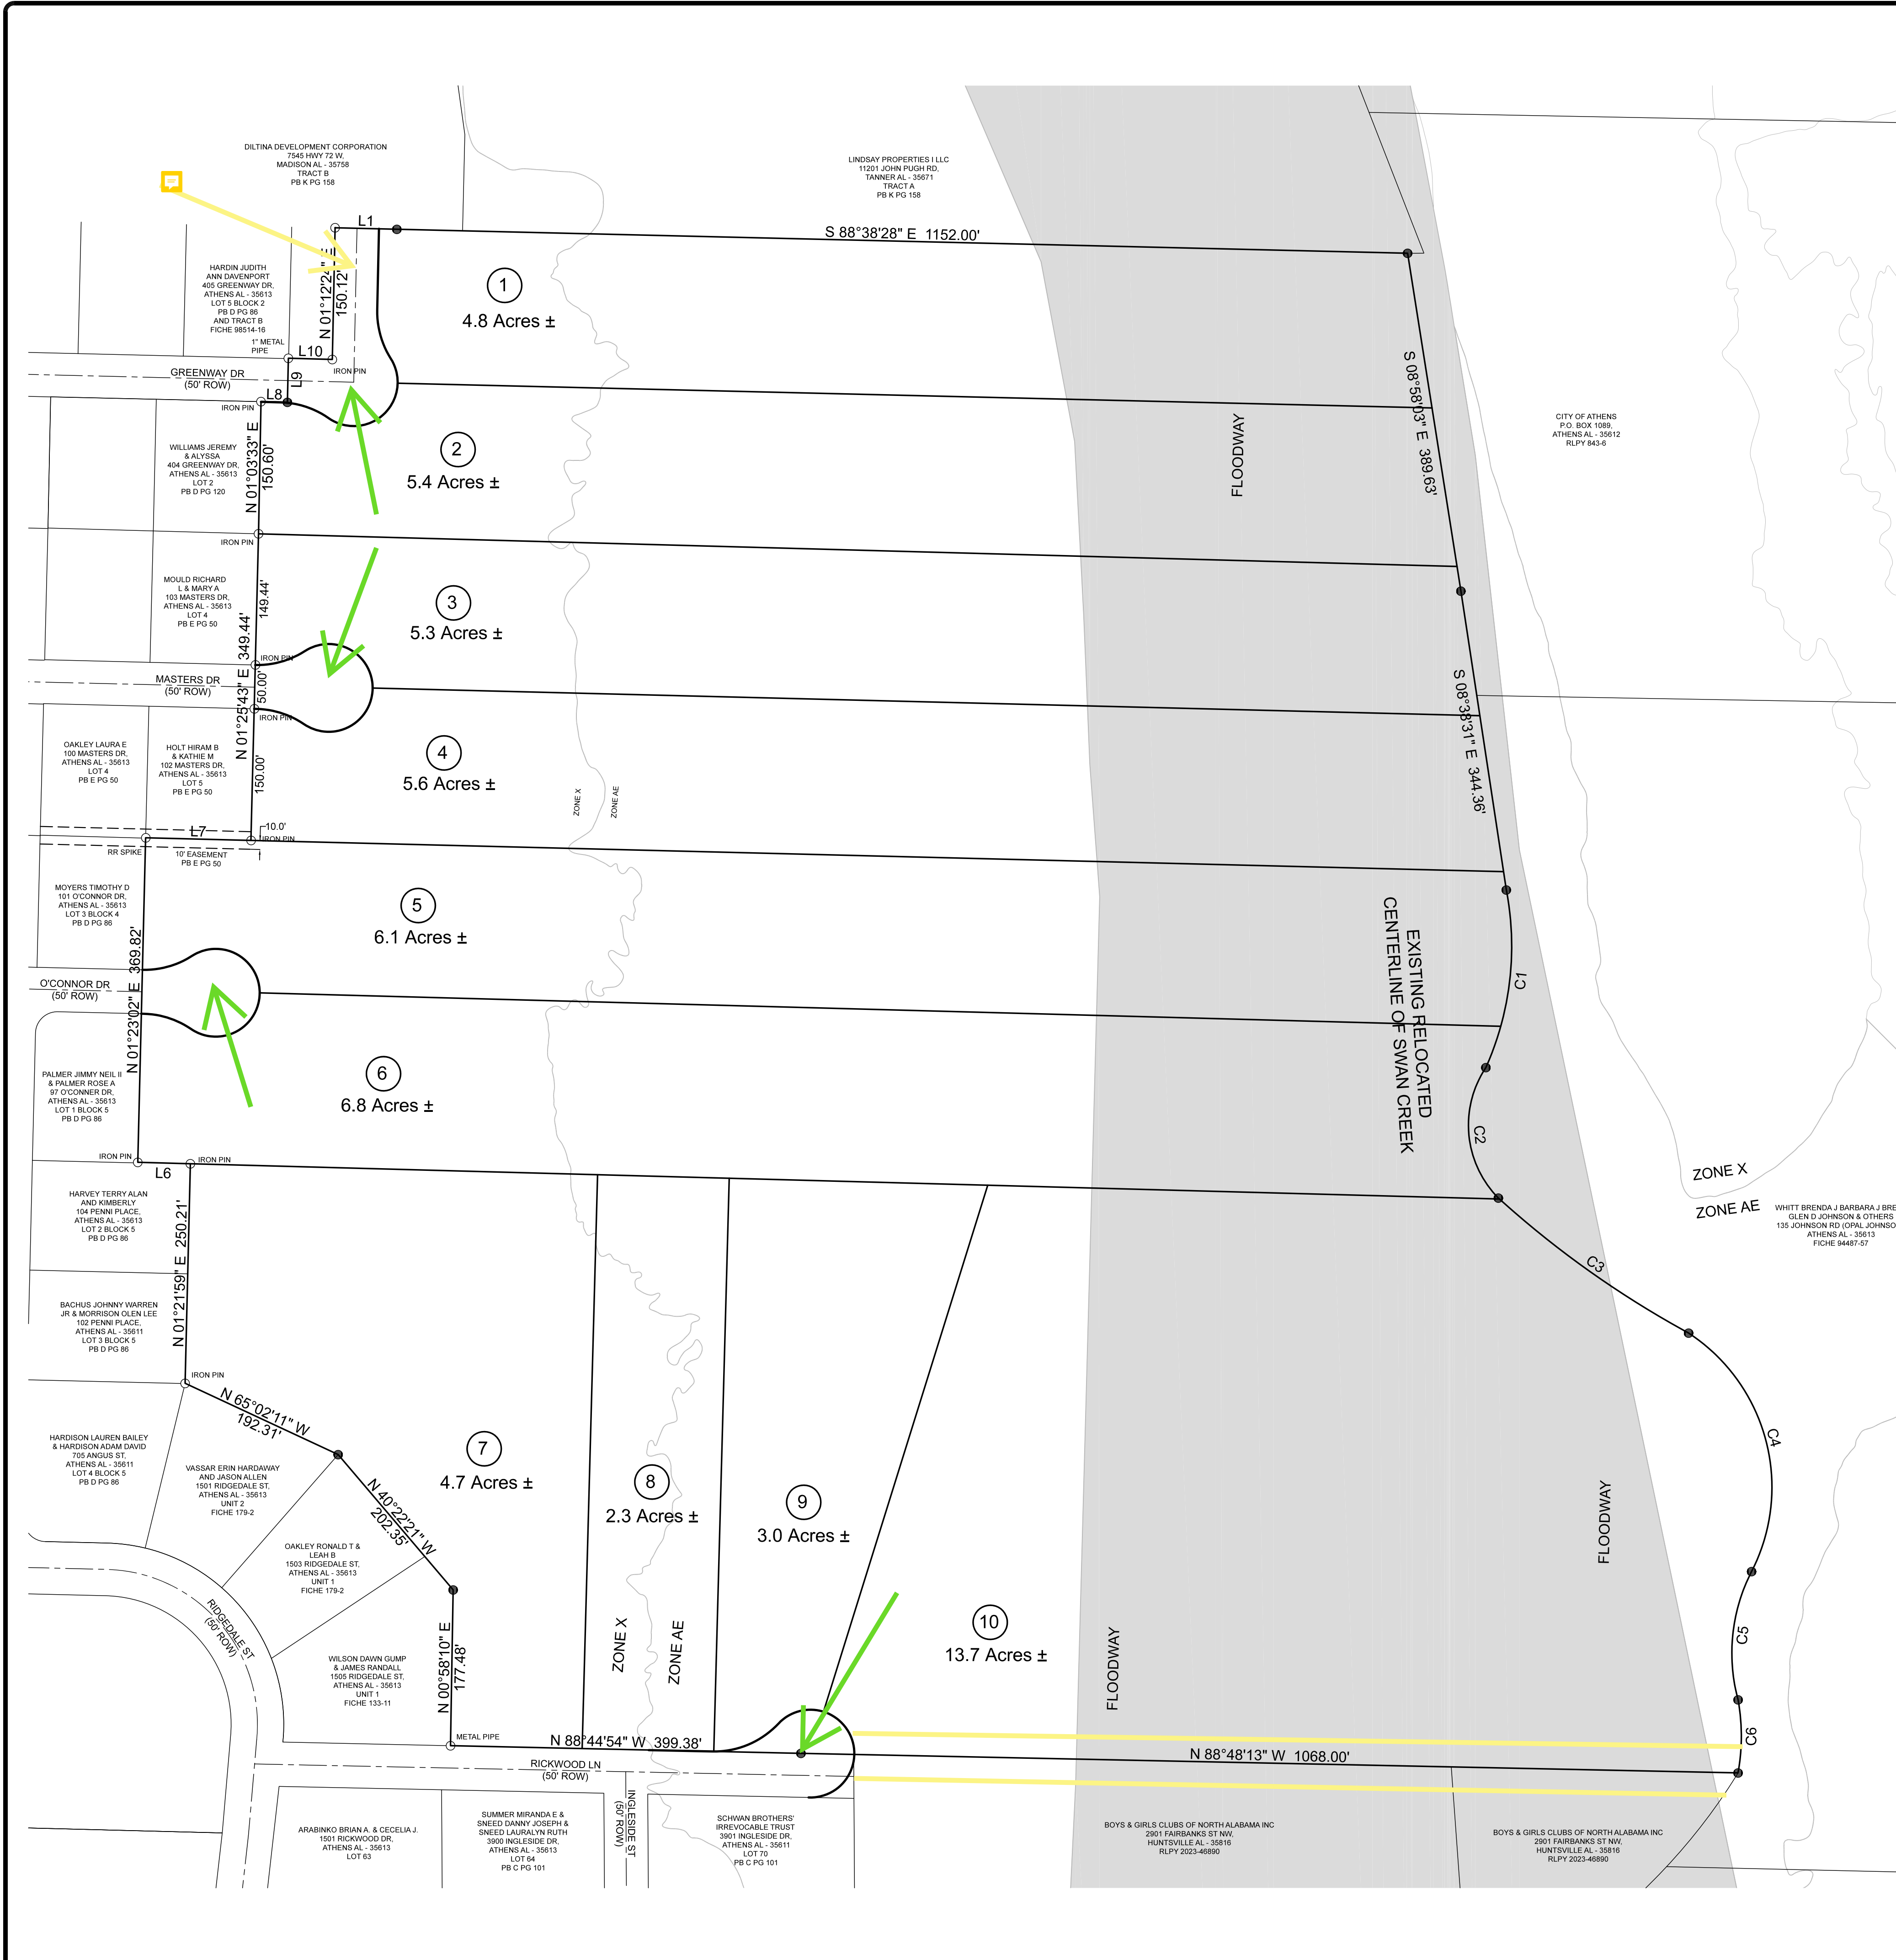 DILTINA DEVELOPMENT CORPORATION
7545 HWY 72 W,
MADISON AL - 35758
TRACT B
PB K PG 158
LINDSAY PROPERTIES I LLC
11201 JOHN PUGH RD,
TANNER AL - 35671
TRACT A
PB K PG 158
L1
S 88°38'28" E 1152.00'
N 01°12'24" E
150.12'
HARDIN JUDITH
ANN DAVENPORT
405 GREENWAY DR,
ATHENS AL - 35613
LOT 5 BLOCK 2
PB D PG 86
AND TRACT B
FICHE 98514-16
1" METAL
PIPE
L10
IRON PIN
1
4.8 Acres ±
GREENWAY DR
(50' ROW)
L9
L8
IRON PIN
S 08°58'03" E 389.63'
FLOODWAY
CITY OF ATHENS
P.O. BOX 1089,
ATHENS AL - 35612
RLPY 843-6
WILLIAMS JEREMY
& ALYSSA
404 GREENWAY DR,
ATHENS AL - 35613
LOT 2
PB D PG 120
N 01°03'33" E
150.60'
2
5.4 Acres ±
IRON PIN
MOULD RICHARD
L & MARY A
103 MASTERS DR,
ATHENS AL - 35613
LOT 4
PB E PG 50
149.44'
3
5.3 Acres ±
N 01°25'43" E 349.44'
IRON PIN
MASTERS DR
(50' ROW)
50.00'
IRON PIN
S 08°38'31" E 344.36'
OAKLEY LAURA E
100 MASTERS DR,
ATHENS AL - 35613
LOT 4
PB E PG 50
HOLT HIRAM B
& KATHIE M
102 MASTERS DR,
ATHENS AL - 35613
LOT 5
PB E PG 50
150.00'
4
5.6 Acres ±
ZONE X
ZONE AE
L7
10.0'
IRON PIN
RR SPIKE
10' EASEMENT
PB E PG 50
MOYERS TIMOTHY D
101 O'CONNOR DR,
ATHENS AL - 35613
LOT 3 BLOCK 4
PB D PG 86
5
6.1 Acres ±
EXISTING RELOCATED
CENTERLINE OF SWAN CREEK
C1
N 01°23'02" E 369.82'
O'CONNOR DR
(50' ROW)
PALMER JIMMY NEIL II
& PALMER ROSE A
97 O'CONNER DR,
ATHENS AL - 35613
LOT 1 BLOCK 5
PB D PG 86
6
6.8 Acres ±
C2
IRON PIN
L6
IRON PIN
ZONE X
ZONE AE
WHITT BRENDA J BARBARA J BRE
GLEN D JOHNSON & OTHERS
135 JOHNSON RD (OPAL JOHNSO
ATHENS AL - 35613
FICHE 94487-57
HARVEY TERRY ALAN
AND KIMBERLY
104 PENNI PLACE,
ATHENS AL - 35613
LOT 2 BLOCK 5
PB D PG 86
N 01°21'59" E 250.21'
C3
BACHUS JOHNNY WARREN
JR & MORRISON OLEN LEE
102 PENNI PLACE,
ATHENS AL - 35611
LOT 3 BLOCK 5
PB D PG 86
IRON PIN
N 65°02'11" W
192.31'
HARDISON LAUREN BAILEY
& HARDISON ADAM DAVID
705 ANGUS ST,
ATHENS AL - 35611
LOT 4 BLOCK 5
PB D PG 86
VASSAR ERIN HARDAWAY
AND JASON ALLEN
1501 RIDGEDALE ST,
ATHENS AL - 35613
UNIT 2
FICHE 179-2
N 40°22'21" W
202.35'
7
4.7 Acres ±
8
2.3 Acres ±
9
3.0 Acres ±
C4
FLOODWAY
OAKLEY RONALD T &
LEAH B
1503 RIDGEDALE ST,
ATHENS AL - 35613
UNIT 1
FICHE 179-2
RIDGEDALE ST
(50' ROW)
WILSON DAWN GUMP
& JAMES RANDALL
1505 RIDGEDALE ST,
ATHENS AL - 35613
UNIT 1
FICHE 133-11
N 00°58'10" E
177.48'
ZONE X
ZONE AE
10
13.7 Acres ±
FLOODWAY
C5
METAL PIPE
N 88°44'54" W 399.38'
N 88°48'13" W 1068.00'
C6
RICKWOOD LN
(50' ROW)
INGLESIDE ST
(50' ROW)
ARABINKO BRIAN A. & CECELIA J.
1501 RICKWOOD DR,
ATHENS AL - 35613
LOT 63
SUMMER MIRANDA E &
SNEED DANNY JOSEPH &
SNEED LAURALYN RUTH
3900 INGLESIDE DR,
ATHENS AL - 35613
LOT 64
PB C PG 101
SCHWAN BROTHERS'
IRREVOCABLE TRUST
3901 INGLESIDE DR,
ATHENS AL - 35611
LOT 70
PB C PG 101
BOYS & GIRLS CLUBS OF NORTH ALABAMA INC
2901 FAIRBANKS ST NW,
HUNTSVILLE AL - 35816
RLPY 2023-46890
BOYS & GIRLS CLUBS OF NORTH ALABAMA INC
2901 FAIRBANKS ST NW,
HUNTSVILLE AL - 35816
RLPY 2023-46890